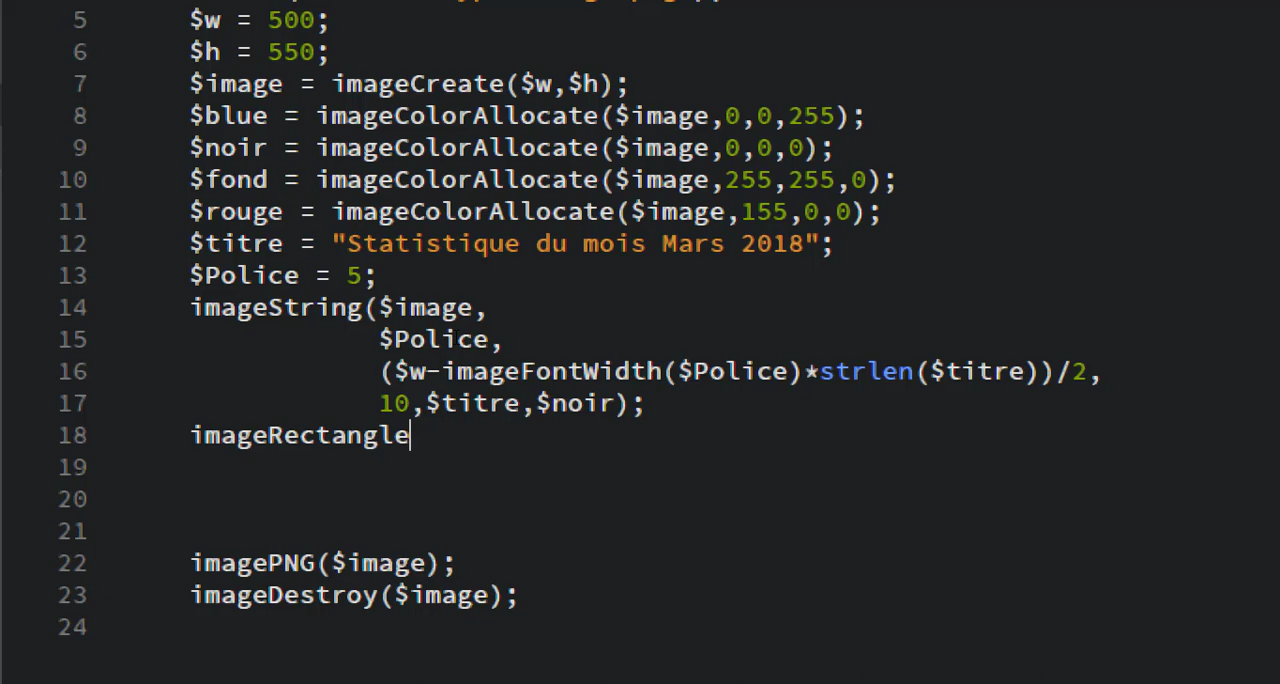 5 $w = 500;
6 $h = 550;
7 $image = imageCreate($w,$h);
8 $blue = imageColorAllocate($image,0,0,255);
9 $noir = imageColorAllocate($image,0,0,0);
10 $fond = imageColorAllocate($image,255,255,0);
11 $rouge = imageColorAllocate($image,155,0,0);
12 $titre = "Statistique du mois Mars 2018";
13 $Police = 5;
14 imageString($image,
15 $Police,
16 ($w-imageFontWidth($Police)*strlen($titre))/2,
17 10,$titre,$noir);
18 imageRectangle
19
20
21
22 imagePNG($image);
23 imageDestroy($image);
24